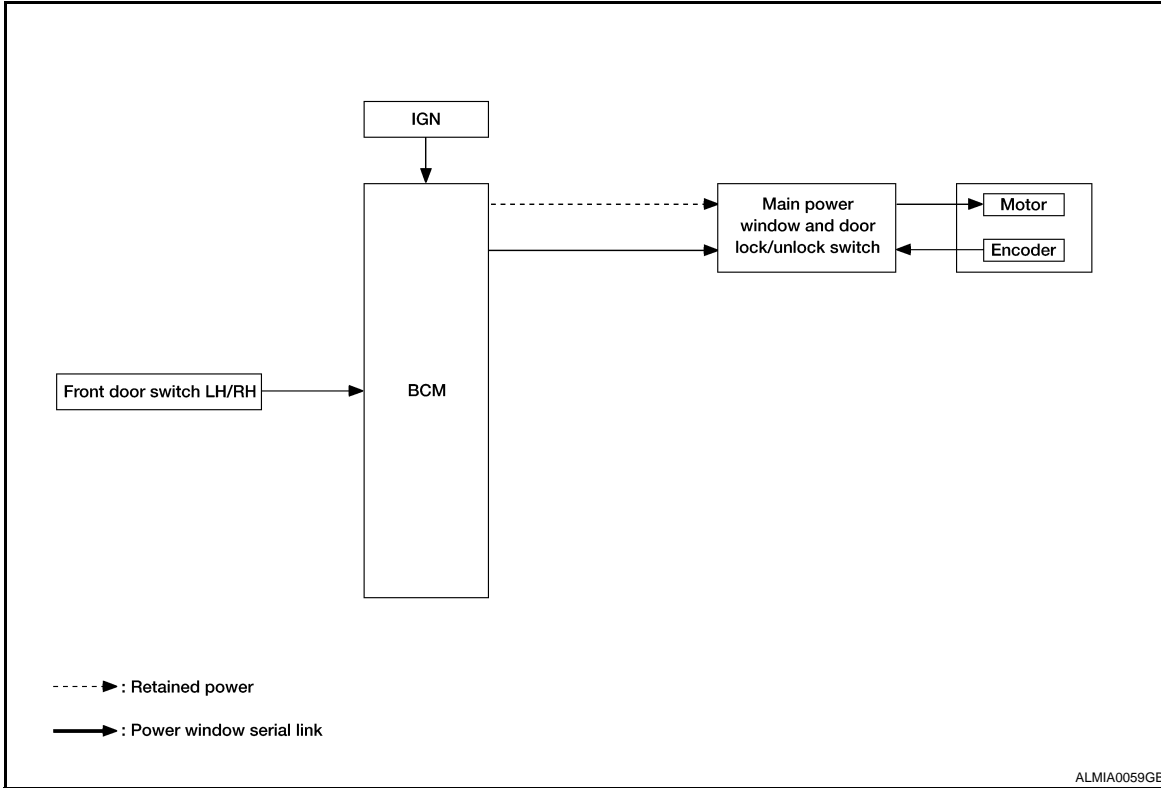 IGN
Main power
window and door
lock/unlock switch
Motor
Encoder
Front door switch LH/RH
BCM
: Retained power
: Power window serial link
ALMIA0059GB